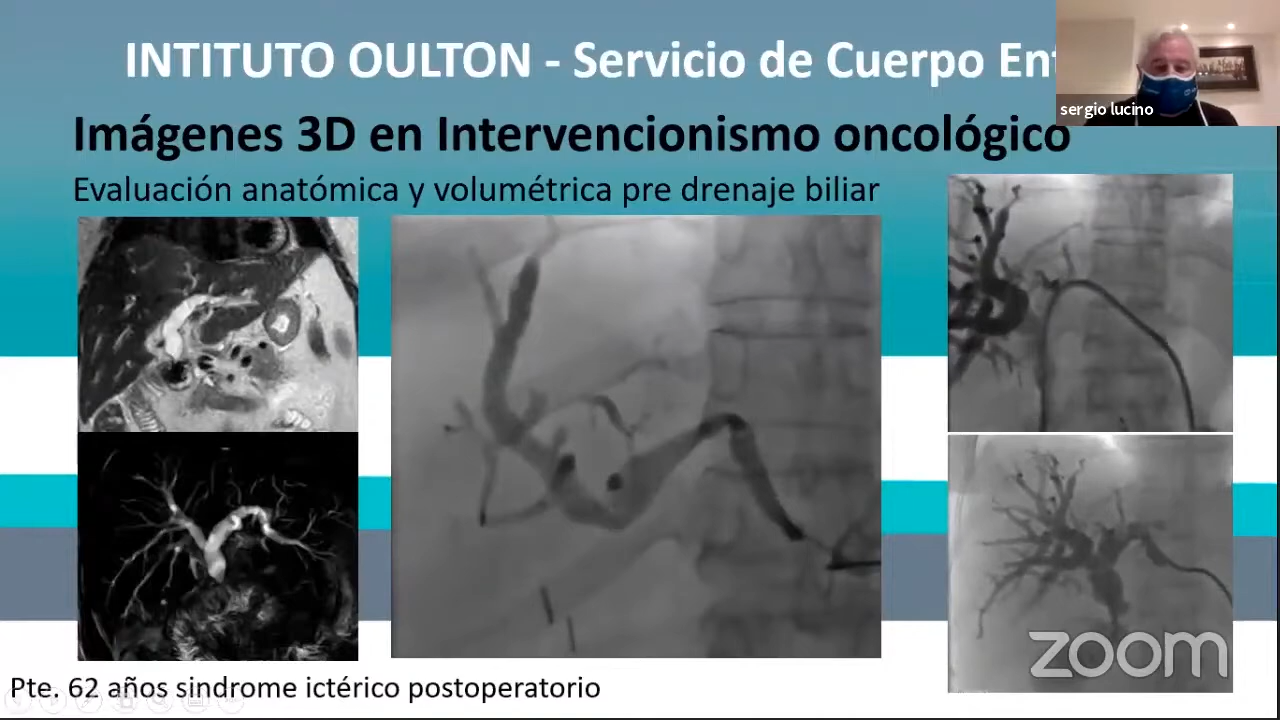 INTITUTO OULTON - Servicio de Cuerpo
sergio lucino
Imágenes 3D en Intervencionismo oncológico
Evaluación anatómica y volumétrica pre drenaje biliar
zoom
Pte. 62 años sindrome ictérico postoperatorio